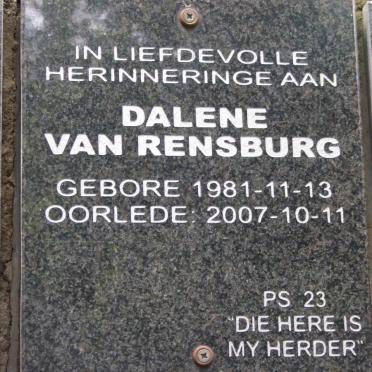 IN LIEFDEVOLLE
HERINNERINGE AAN
DALENE
VAN RENSBURG
GEBORE 1981-11-13
OORLEDE: 2007-10-11
PS 23
"DIE HERE IS
MY HERDER"